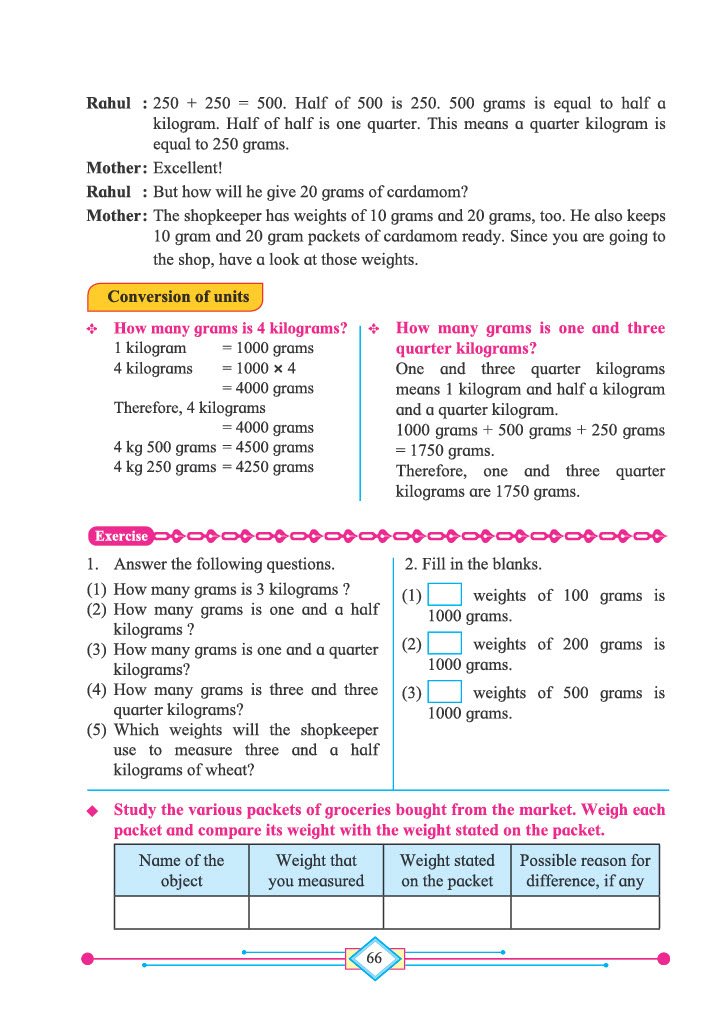 Rahul : 250 + 250 = 500. Half of 500 is 250. 500 grams is equal to half a
kilogram. Half of half is one quarter. This means a quarter kilogram is
equal to 250 grams.
Mother: Excellent!
Rahul : But how will he give 20 grams of cardamom?
Mother: The shopkeeper has weights of 10 grams and 20 grams, too. He also keeps
10 gram and 20 gram packets of cardamom ready. Since you are going to
the shop, have a look at those weights.
Conversion of units
❖ How many grams is 4 kilograms?
1 kilogram = 1000 grams
4 kilograms = 1000 × 4
= 4000 grams
Therefore, 4 kilograms
= 4000 grams
4 kg 500 grams = 4500 grams
4 kg 250 grams = 4250 grams
❖ How many grams is one and three
quarter kilograms?
One and three quarter kilograms
means 1 kilogram and half a kilogram
and a quarter kilogram.
1000 grams + 500 grams + 250 grams
= 1750 grams.
Therefore, one and three quarter
kilograms are 1750 grams.
Exercise
1. Answer the following questions.
(1) How many grams is 3 kilograms ?
(2) How many grams is one and a half
kilograms ?
(3) How many grams is one and a quarter
kilograms?
(4) How many grams is three and three
quarter kilograms?
(5) Which weights will the shopkeeper
use to measure three and a half
kilograms of wheat?
2. Fill in the blanks.
(1) weights of 100 grams is
1000 grams.
(2) weights of 200 grams is
1000 grams.
(3) weights of 500 grams is
1000 grams.
◆ Study the various packets of groceries bought from the market. Weigh each
packet and compare its weight with the weight stated on the packet.
Name of the
object
Weight that
you measured
Weight stated
on the packet
Possible reason for
difference, if any
66